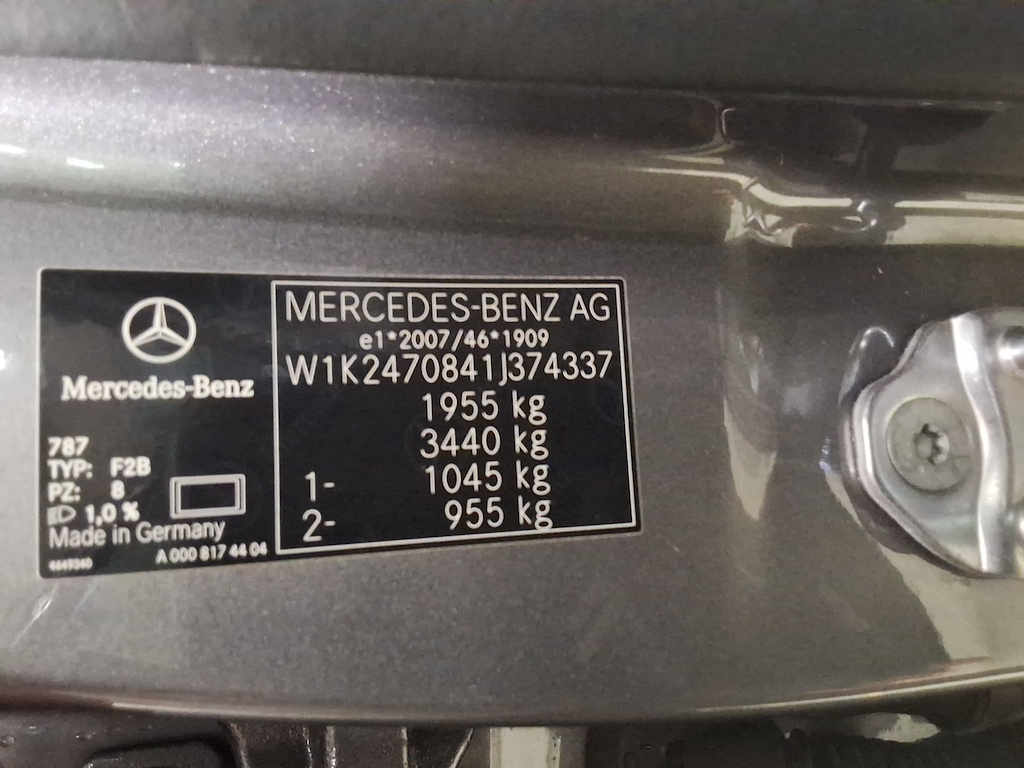 Mercedes-Benz
787
TYP: F2B
PZ: 8
1,0 %
Made in Germany
A 000 817 44 04
MERCEDES-BENZ AG
e1*2007/46*1909
W1K2470841J374337
1955 kg
3440 kg
1- 1045 kg
2- 955 kg